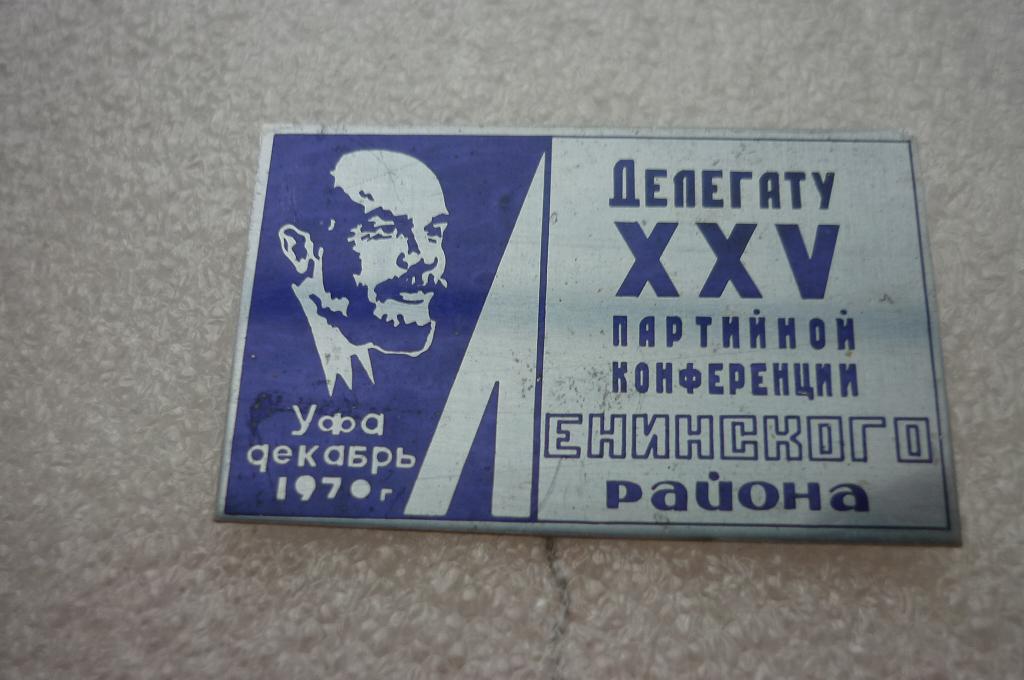 Уфа
декабрь
1970 г
Делегату
XXV
партийной
конференции
Ленинского
района